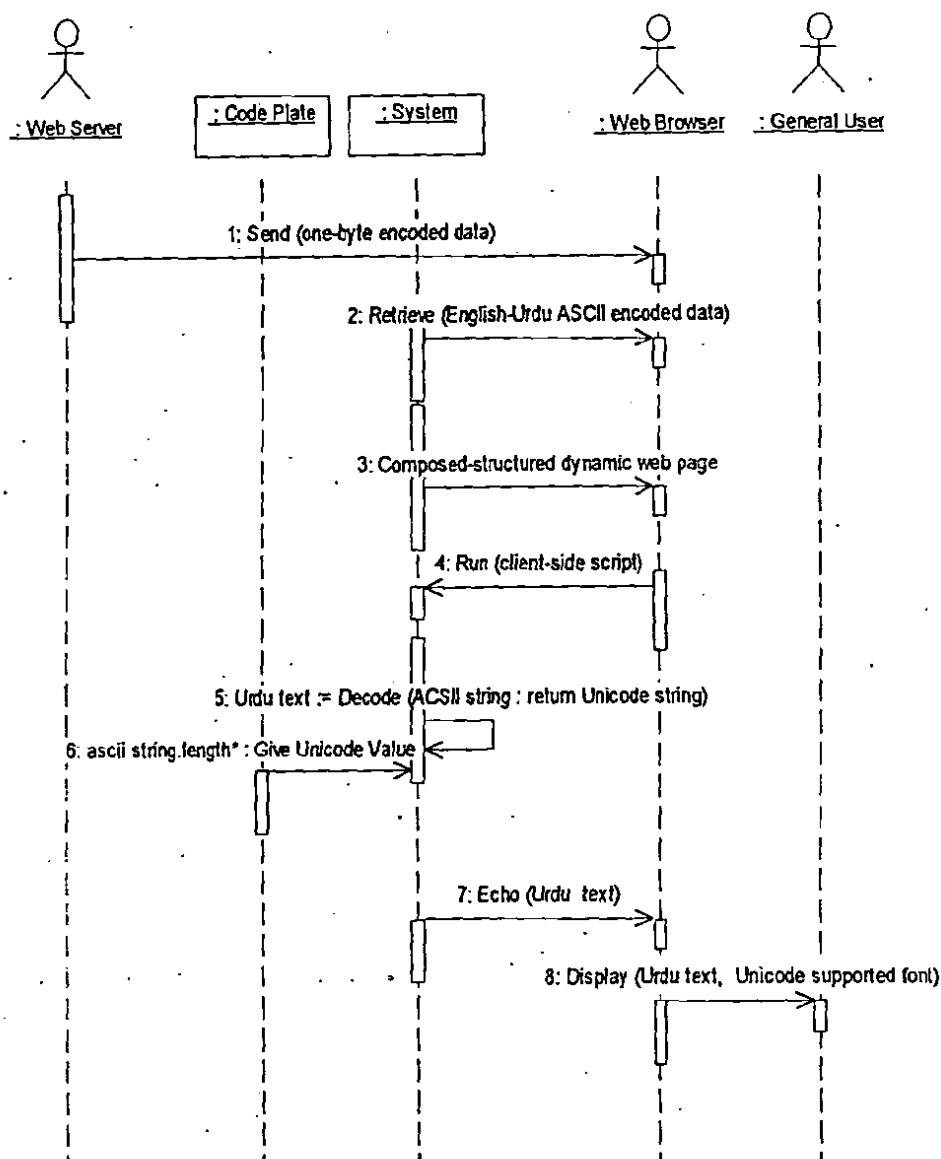 : Web Server
: Code Plate
: System
: Web Browser
: General User
1: Send (one-byte encoded data)
2: Retrieve (English-Urdu ASCII encoded data)
3: Composed-structured dynamic web page
4: Run (client-side script)
5: Urdu text := Decode (ACSII string : return Unicode string)
6: ascii string.length* : Give Unicode Value
7: Echo (Urdu text)
8: Display (Urdu text, Unicode supported font)